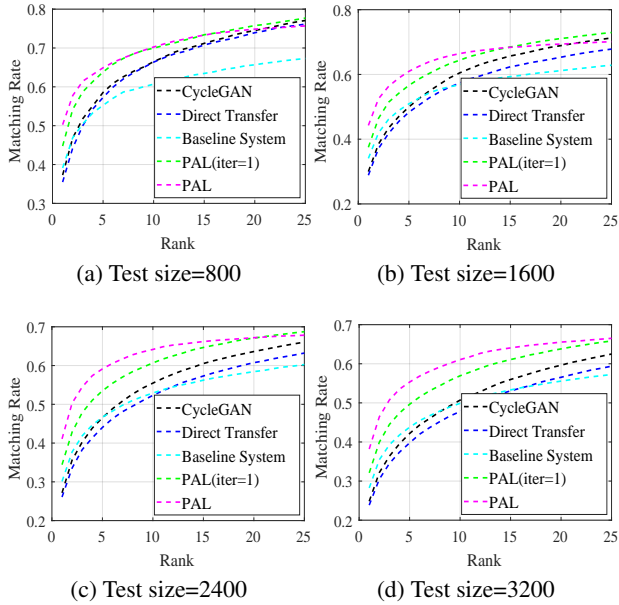 0.8
0.7
0.6
0.5
0.4
0.3
Matching Rate
CycleGAN
Direct Transfer
Baseline System
PAL(iter=1)
PAL
0 5 10 15 20 25
Rank
(a) Test size=800
0.8
0.6
0.4
0.2
Matching Rate
CycleGAN
Direct Transfer
Baseline System
PAL(iter=1)
PAL
0 5 10 15 20 25
Rank
(b) Test size=1600
0.7
0.6
0.5
0.4
0.3
0.2
Matching Rate
CycleGAN
Direct Transfer
Baseline System
PAL(iter=1)
PAL
0 5 10 15 20 25
Rank
(c) Test size=2400
0.7
0.6
0.5
0.4
0.3
0.2
Matching Rate
CycleGAN
Direct Transfer
Baseline System
PAL(iter=1)
PAL
0 5 10 15 20 25
Rank
(d) Test size=3200